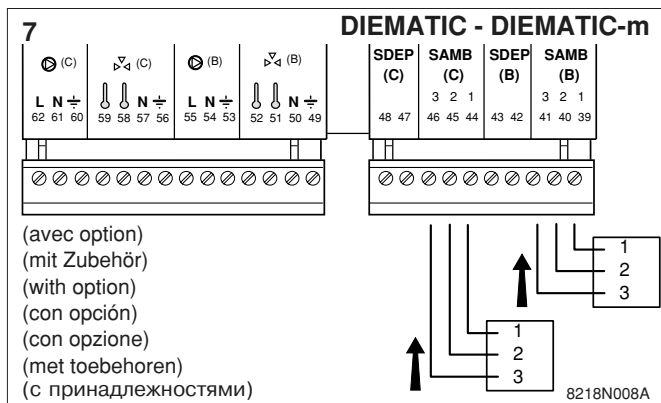 7 DIEMATIC - DIEMATIC-m
(C) (C) (B) (B) SDEP SAMB SDEP SAMB
(C) (C) (B) (B)
3 2 1 3 2 1
L N N L N N
62 61 60 59 58 57 56 55 54 53 52 51 50 49 48 47 46 45 44 43 42 41 40 39
(avec option)
(mit Zubehör)
(with option)
(con opción)
(con opzione)
(met toebehoren)
(с принадлежностями)
1
2
3
1
2
3
8218N008A